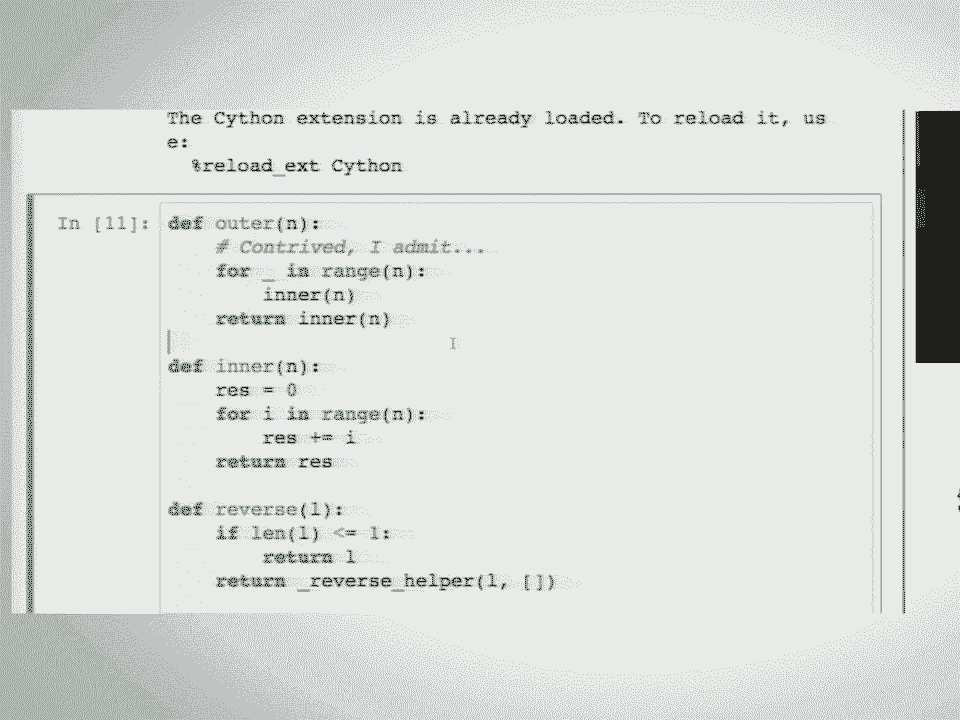 The Cython extension is already loaded. To reload it, us
e:
  %reload_ext Cython
In [11]: def outer(n):
    # Contrived, I admit...
    for _ in range(n):
        inner(n)
    return inner(n)

def inner(n):
    res = 0
    for i in range(n):
        res += i
    return res

def reverse(l):
    if len(l) <= 1:
        return l
    return _reverse_helper(l, [])